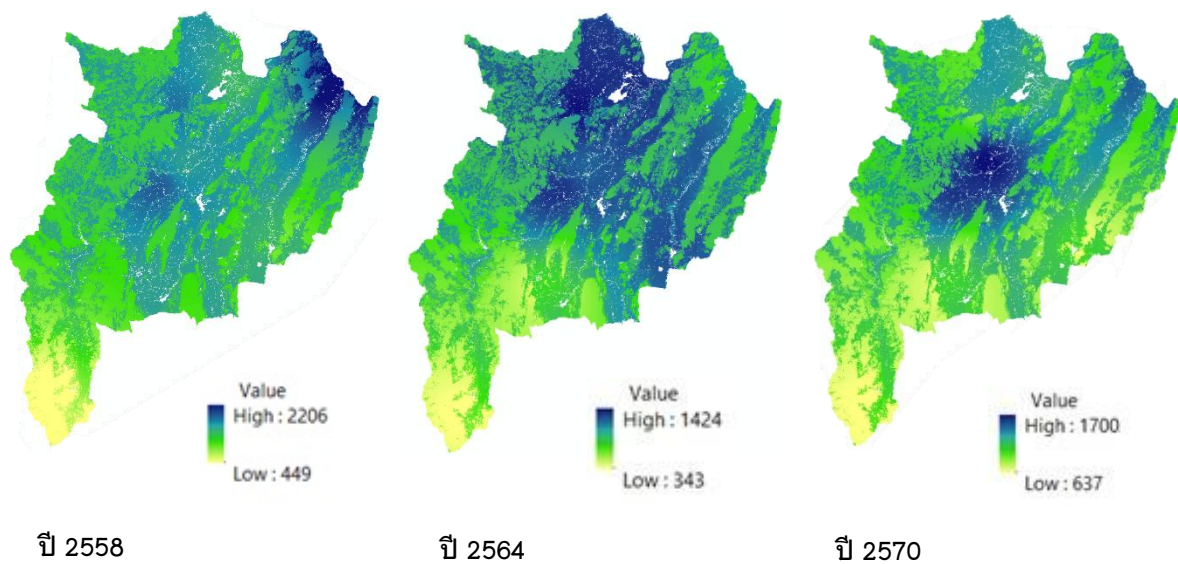 Value
High : 2206
Low : 449
Value
High : 1424
Low : 343
Value
High : 1700
Low : 637
ปี 2558
ปี 2564
ปี 2570